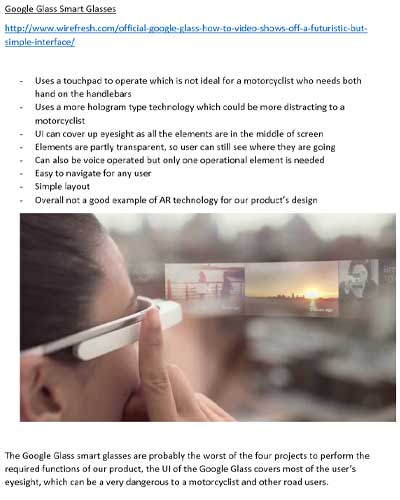 Google Glass Smart Glasses
http://www.wirefresh.com/official-google-glass-how-to-video-shows-off-a-futuristic-but-
simple-interface/
- Uses a touchpad to operate which is not ideal for a motorcyclist who needs both
hand on the handlebars
- Uses a more hologram type technology which could be more distracting to a
motorcyclist
- UI can cover up eyesight as all the elements are in the middle of screen
- Elements are partly transparent, so user can still see where they are going
- Can also be voice operated but only one operational element is needed
- Easy to navigate for any user
- Simple layout
- Overall not a good example of AR technology for our product's design
The Google Glass smart glasses are probably the worst of the four projects to perform the
required functions of our product, the UI of the Google Glass covers most of the user's
eyesight, which can be a very dangerous to a motorcyclist and other road users.